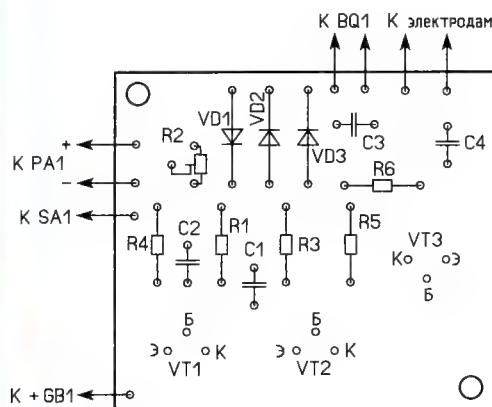 К BQ1 К электродам
VD1
VD2
VD3
C3
C4
+
К PA1
−
R2
R6
К SA1
R4
C2
R1
C1
R3
R5
VT3
К Э
Б
Б
Э К
VT1
Б
Э К
VT2
К + GB1